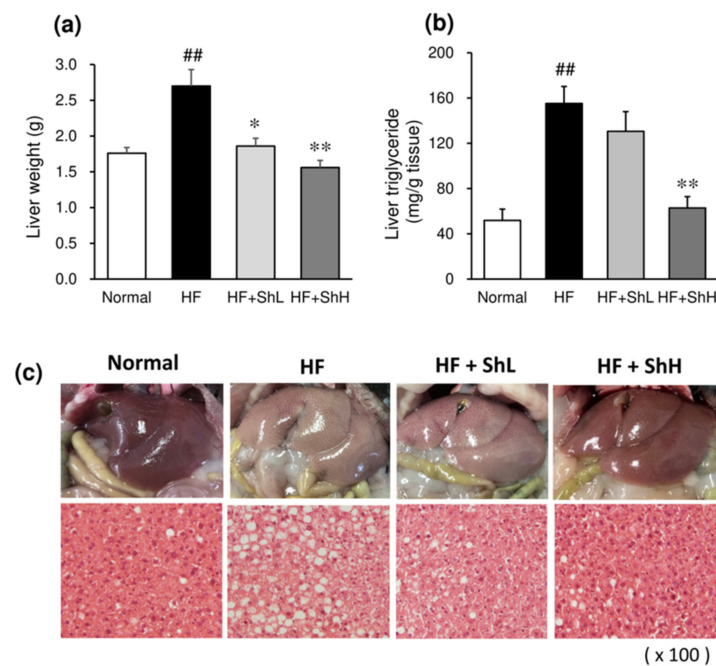 (a)
Liver weight (g)
3.0
2.5
2.0
1.5
1.0
0.5
0.0
##
*
**
Normal HF HF+ShL HF+ShH
(b)
Liver triglyceride
(mg/g tissue)
200
160
120
80
40
0
##
**
Normal HF HF+ShL HF+ShH
(c)
Normal HF HF + ShL HF + ShH
( x 100 )